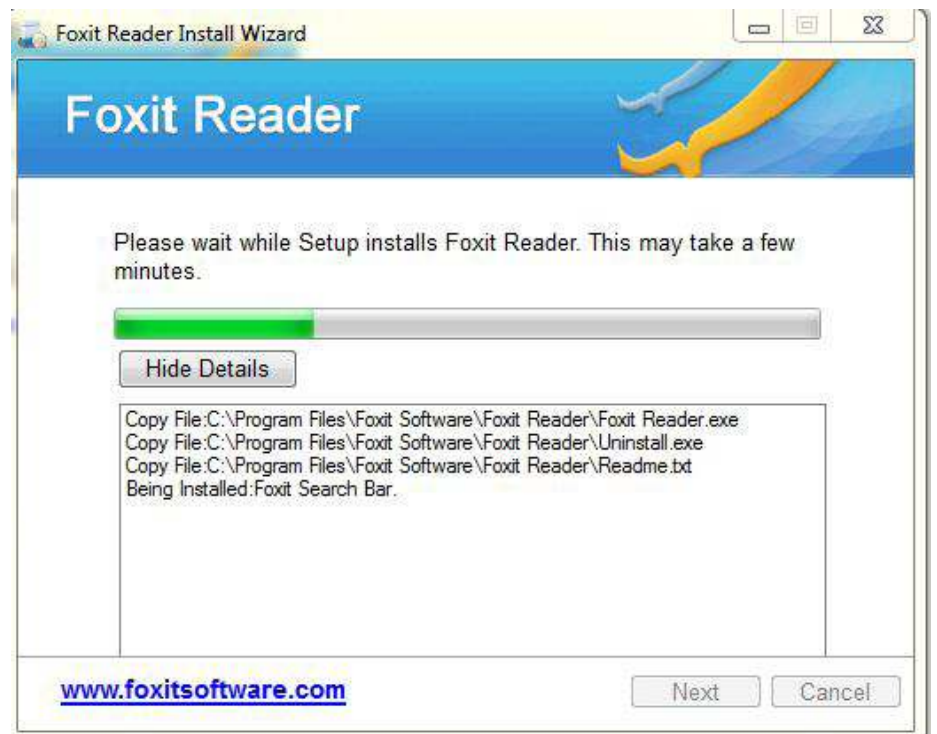 Foxit Reader Install Wizard
Foxit Reader
Please wait while Setup installs Foxit Reader. This may take a few
minutes.
Hide Details
Copy File:C:\Program Files\Foxit Software\Foxit Reader\Foxit Reader.exe
Copy File:C:\Program Files\Foxit Software\Foxit Reader\Uninstall.exe
Copy File:C:\Program Files\Foxit Software\Foxit Reader\Readme.txt
Being Installed:Foxit Search Bar.
www.foxitsoftware.com
Next Cancel